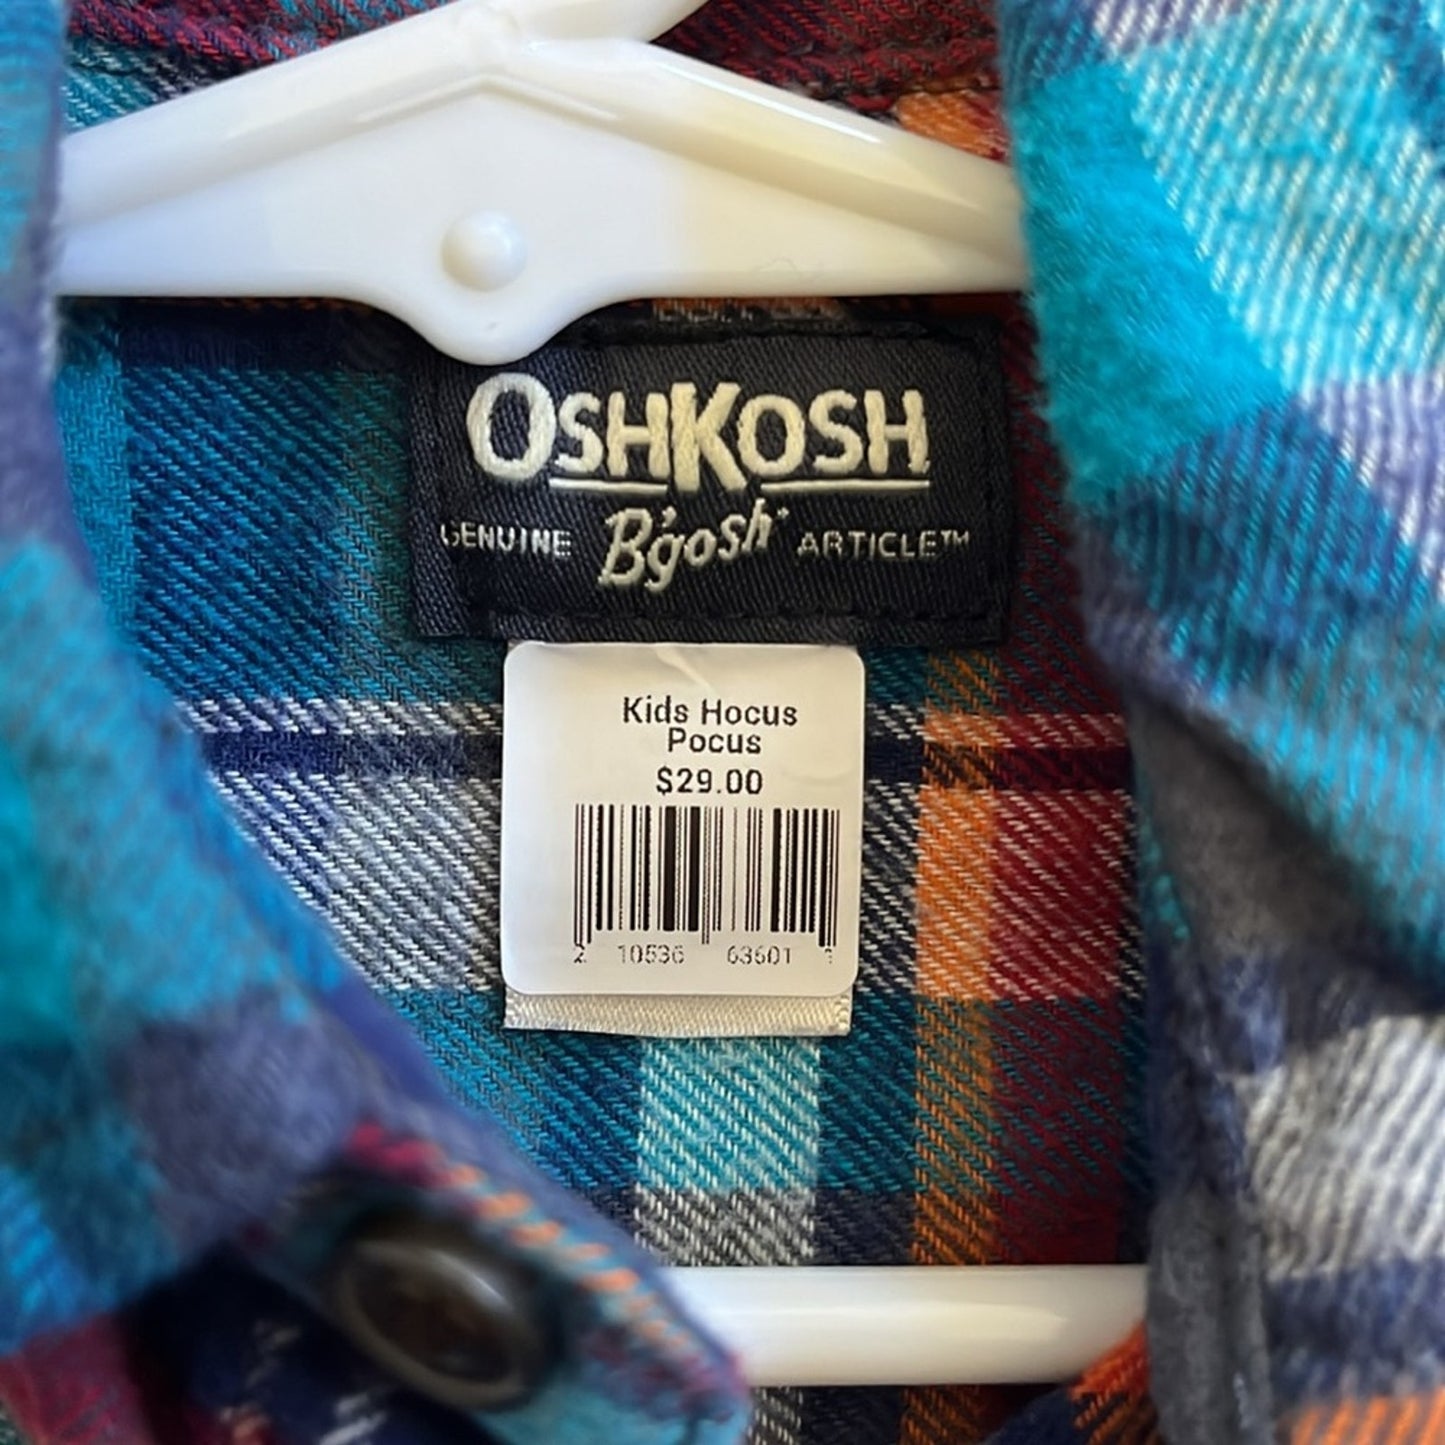 OSHKOSH
GENUINE B'gosh ARTICLE™
Kids Hocus
Pocus
$29.00
2 10536 63601